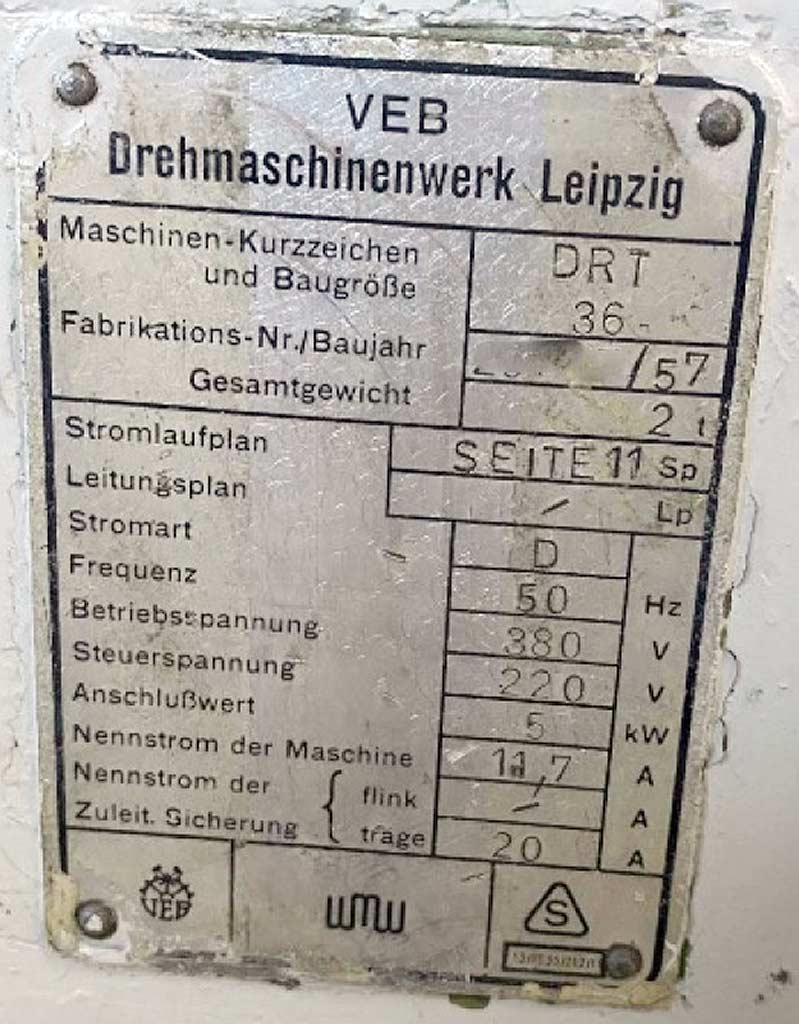 VEB
Drehmaschinenwerk Leipzig
Maschinen-Kurzzeichen DRT
und Baugröße 36-
Fabrikations-Nr./Baujahr /57
Gesamtgewicht 2 t
Stromlaufplan SEITE 11 Sp
Leitungsplan / Lp
Stromart D
Frequenz 50 Hz
Betriebsspannung 380 V
Steuerspannung 220 V
Anschlußwert 5 kW
Nennstrom der Maschine 11,7 A
Nennstrom der { flink / A
Zuleit. Sicherung träge 20 A
VEB WMW S